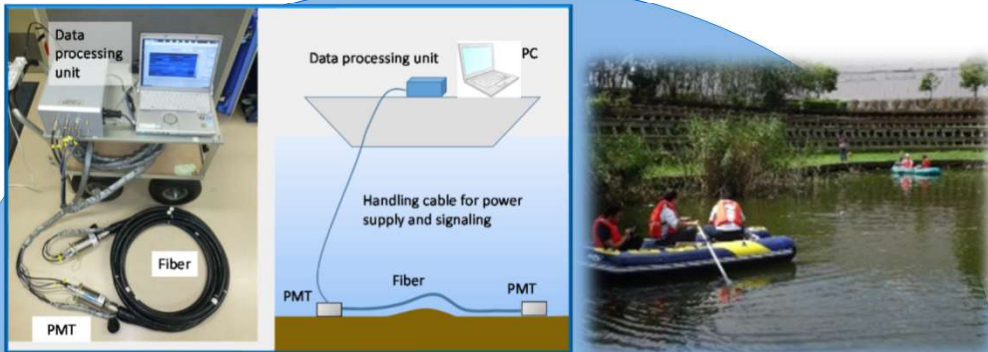 Data
processing
unit
Fiber
PMT
Data processing unit
PC
Handling cable for power
supply and signaling
Fiber
PMT
PMT